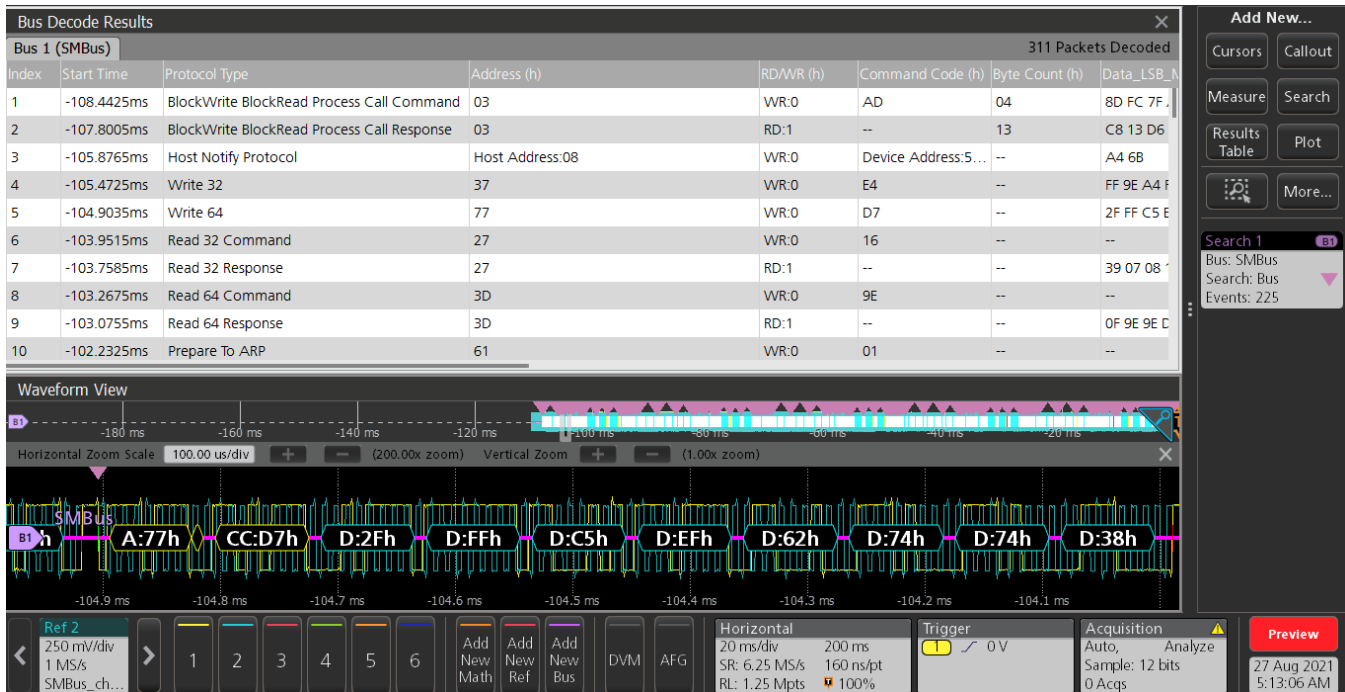 Bus Decode Results
Bus 1 (SMBus) 311 Packets Decoded
Index Start Time Protocol Type Address (h) RD/WR (h) Command Code (h) Byte Count (h) Data_LSB_M
1 -108.4425ms BlockWrite BlockRead Process Call Command 03 WR:0 AD 04 8D FC 7F
2 -107.8005ms BlockWrite BlockRead Process Call Response 03 RD:1 -- 13 C8 13 D6
3 -105.8765ms Host Notify Protocol Host Address:08 WR:0 Device Address:5... -- A4 6B
4 -105.4725ms Write 32 37 WR:0 E4 -- FF 9E A4 F
5 -104.9035ms Write 64 77 WR:0 D7 -- 2F FF C5 E
6 -103.9515ms Read 32 Command 27 WR:0 16 -- --
7 -103.7585ms Read 32 Response 27 RD:1 -- -- 39 07 08
8 -103.2675ms Read 64 Command 3D WR:0 9E -- --
9 -103.0755ms Read 64 Response 3D RD:1 -- -- 0F 9E 9E D
10 -102.2325ms Prepare To ARP 61 WR:0 01 -- --
Waveform View
B1
-180 ms -160 ms -140 ms -120 ms -100 ms -80 ms -60 ms -40 ms -20 ms
Horizontal Zoom Scale 100.00 us/div + - (200.00x zoom) Vertical Zoom + - (1.00x zoom)
SMBus
B1 h A:77h CC:D7h D:2Fh D:FFh D:C5h D:EFh D:62h D:74h D:74h D:38h
-104.9 ms -104.8 ms -104.7 ms -104.6 ms -104.5 ms -104.4 ms -104.3 ms -104.2 ms -104.1 ms
Add New...
Cursors Callout
Measure Search
Results Table Plot
More...
Search 1 B1
Bus: SMBus
Search: Bus
Events: 225
Ref 2
250 mV/div
1 MS/s
SMBus_ch...
1 2 3 4 5 6
Add New Math
Add New Ref
Add New Bus
DVM AFG
Horizontal
20 ms/div 200 ms
SR: 6.25 MS/s 160 ns/pt
RL: 1.25 Mpts 100%
Trigger
1 0 V
Acquisition
Auto, Analyze
Sample: 12 bits
0 Acqs
Preview
27 Aug 2021
5:13:06 AM